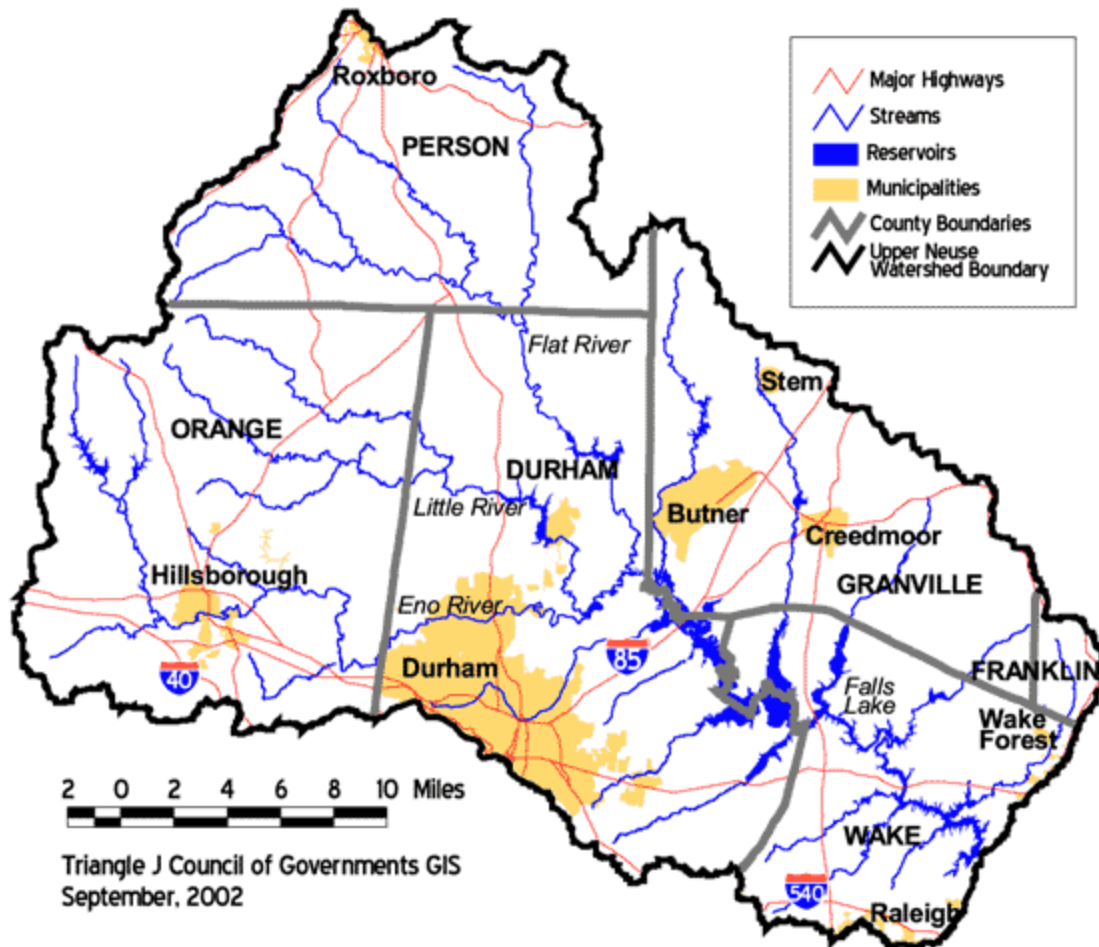 Roxboro
PERSON
Major Highways
Streams
Reservoirs
Municipalities
County Boundaries
Upper Neuse
Watershed Boundary
Flat River
Stem
ORANGE
DURHAM
Little River
Butner
Creedmoor
Hillsborough
GRANVILLE
Eno River
Durham
85
40
FRANKLIN
Falls
Lake
Wake
Forest
2 0 2 4 6 8 10 Miles
WAKE
Triangle J Council of Governments GIS
September, 2002
540
Raleigh